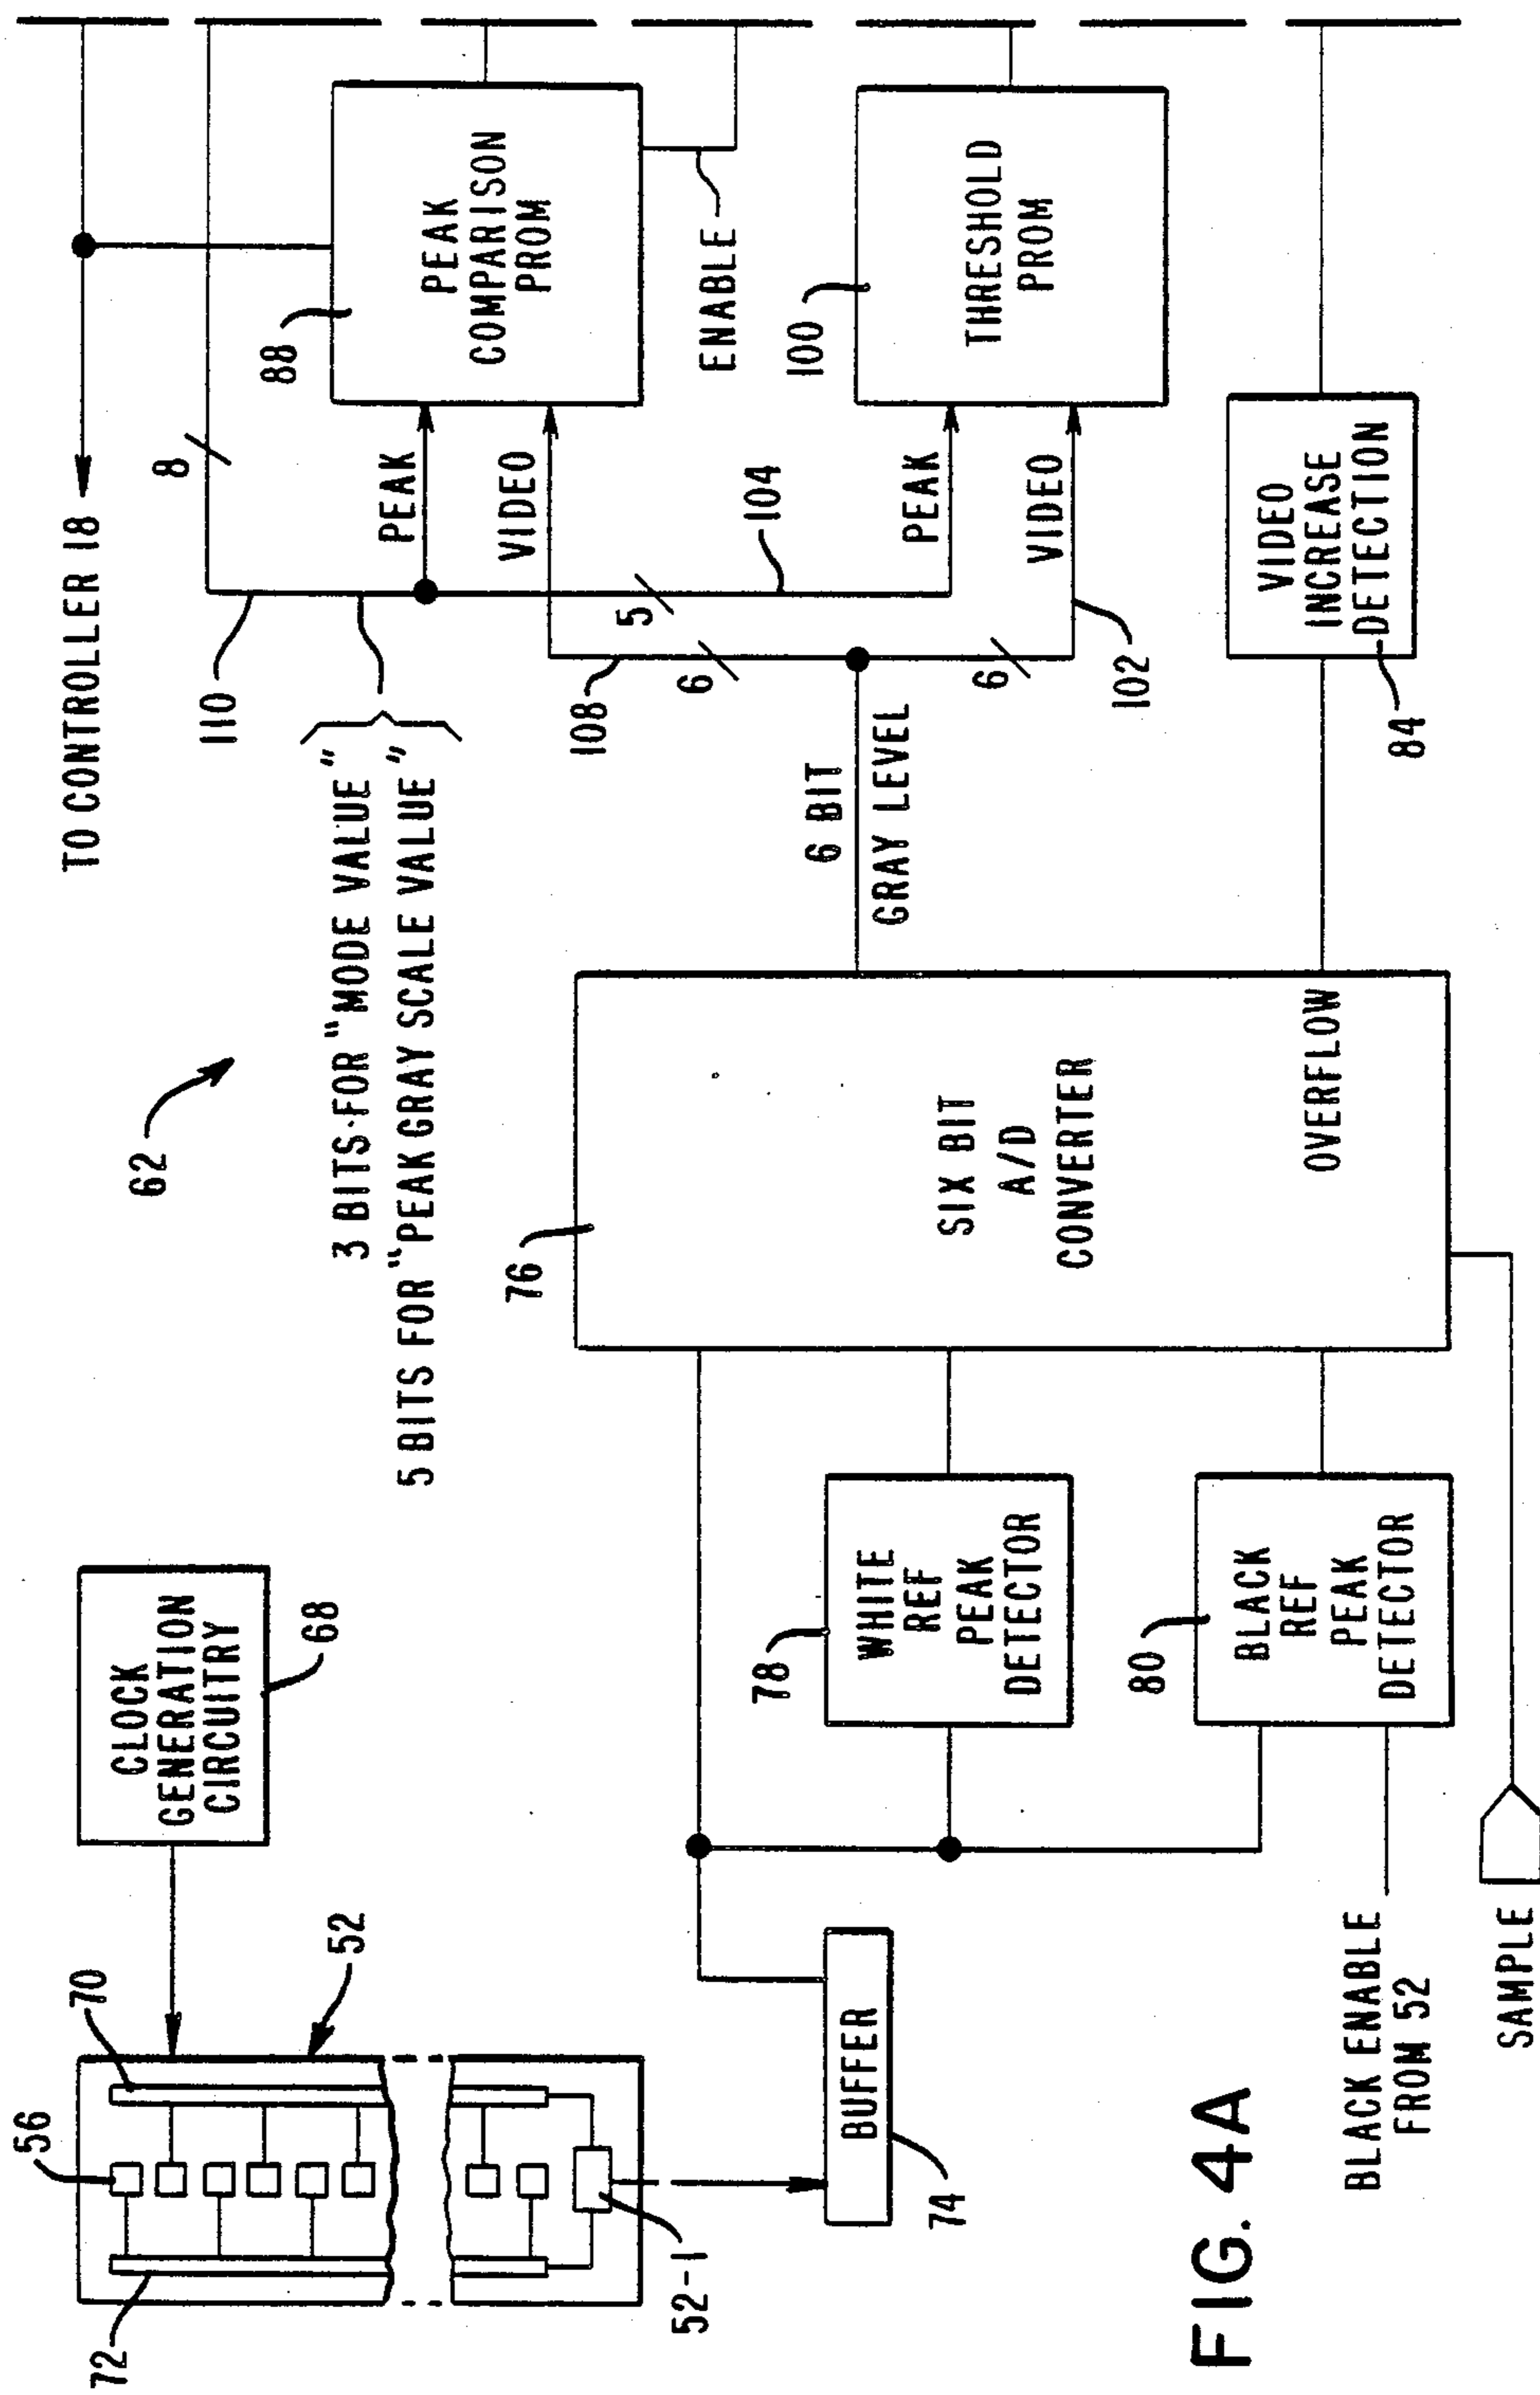 TO CONTROLLER 18
8
110
88
PEAK
COMPARISON
PROM
PEAK
VIDEO
ENABLE
3 BITS FOR "MODE VALUE"
5 BITS FOR "PEAK GRAY SCALE VALUE"
62
108
6
5
104
100
THRESHOLD
PROM
PEAK
VIDEO
6
102
6 BIT
GRAY LEVEL
VIDEO
INCREASE
DETECTION
84
76
SIX BIT
A/D
CONVERTER
OVERFLOW
CLOCK
GENERATION
CIRCUITRY
68
78
WHITE
REF
PEAK
DETECTOR
80
BLACK
REF
PEAK
DETECTOR
56
70
52
72
52-1
BUFFER
74
BLACK ENABLE
FROM 52
SAMPLE
FIG. 4A